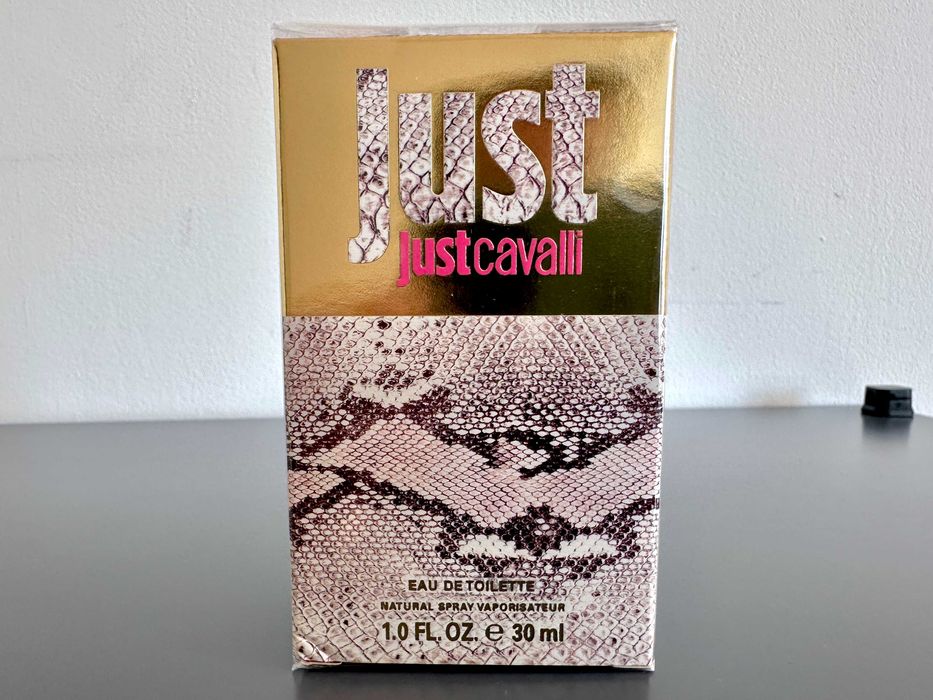 Just
justcavalli
EAU DE TOILETTE
NATURAL SPRAY VAPORISATEUR
1.0 FL. OZ. ℮ 30 ml